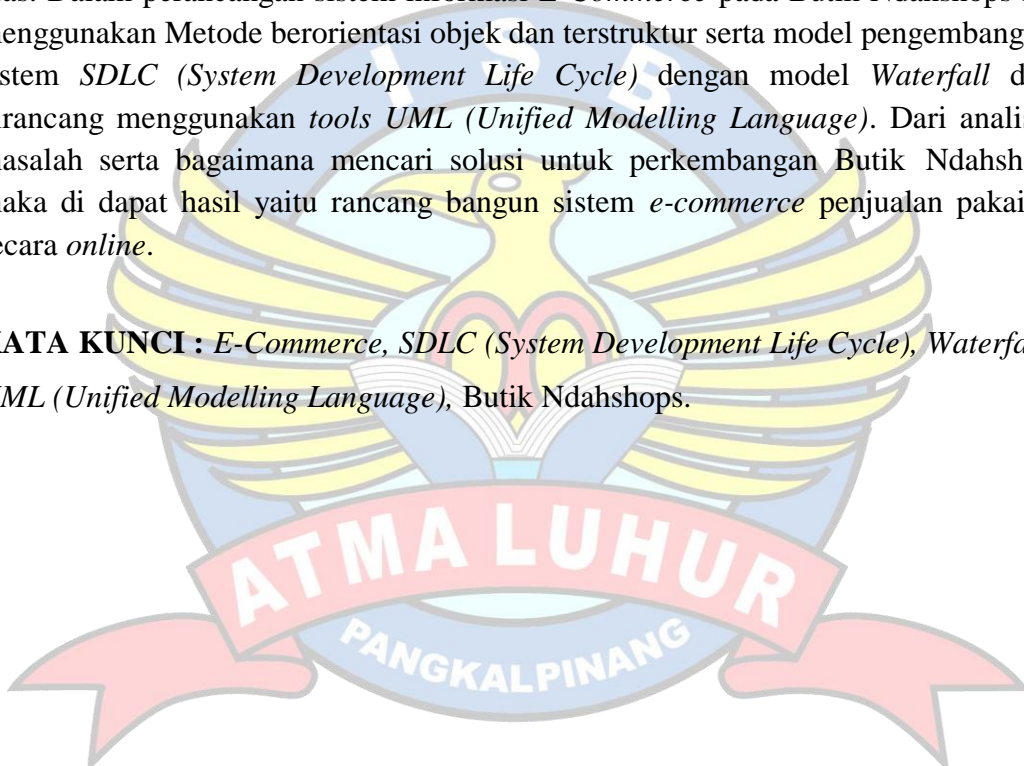 Dalam perancangan sistem informasi E-Commerce pada Butik Ndahshops
menggunakan Metode berorientasi objek dan terstruktur serta model
SDLC (System Development Life Cycle) dengan model Waterfall
menggunakan tools UML (Unified Modelling Language). Dari
serta bagaimana mencari solusi untuk perkembangan Butik
di dapat hasil yaitu rancang bangun sistem e-commerce penjualan
online.
KATA KUNCI : E-Commerce, SDLC (System Development Life Cycle),
(Unified Modelling Language), Butik Ndahshops.
I S B
ATMA LUHUR
PANGKALPINANG